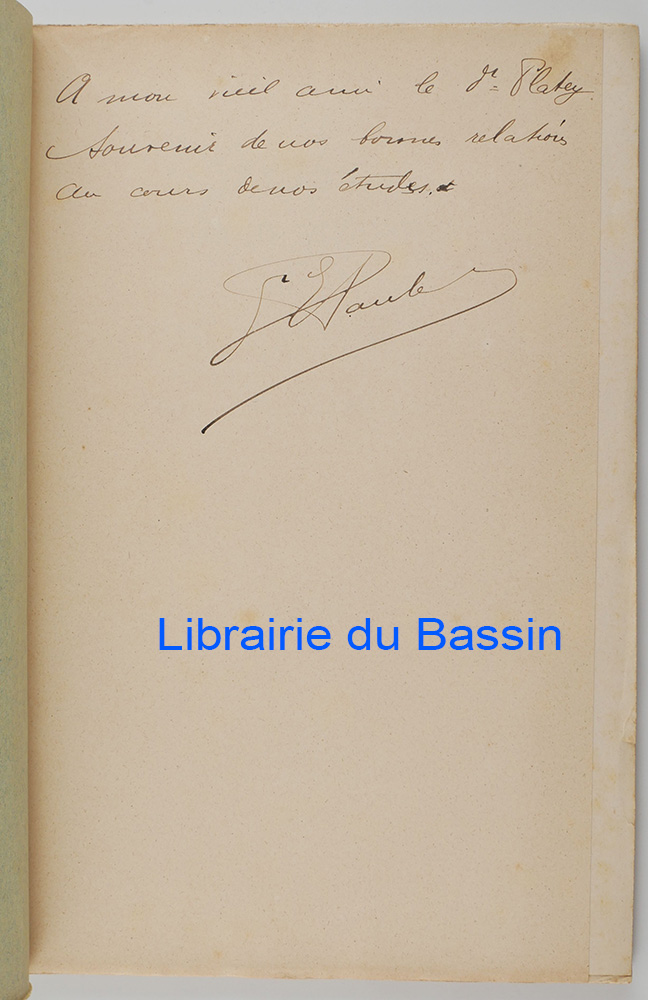 A mon vieil ami le Dr Platey
Souvenir de nos bonnes relations
au cours de nos études.
Librairie du Bassin